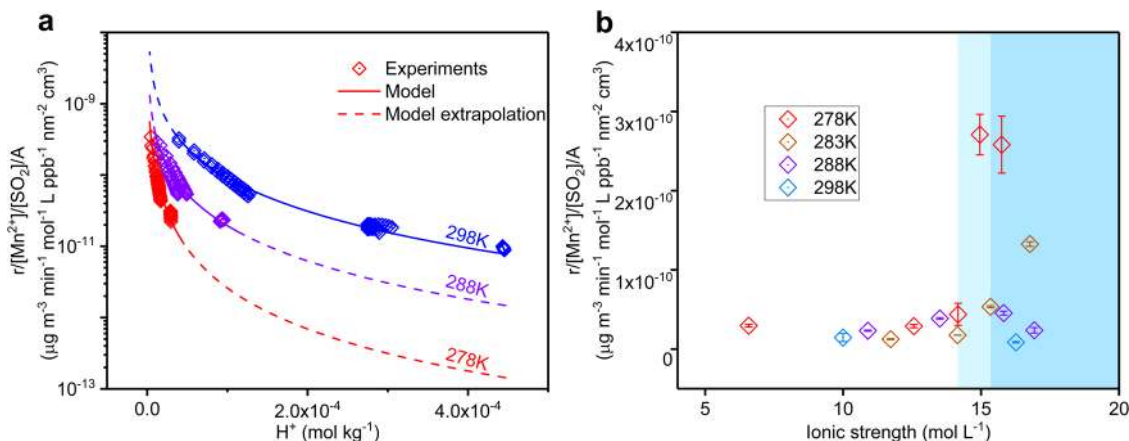 a
r/[Mn²⁺]/[SO₂]/A
(µg m⁻³ min⁻¹ mol⁻¹ L ppb⁻¹ nm⁻² cm³)
Experiments
Model
Model extrapolation
10⁻⁹
10⁻¹¹
10⁻¹³
298K
288K
278K
0.0
2.0x10⁻⁴
4.0x10⁻⁴
H⁺ (mol kg⁻¹)
b
r/[Mn²⁺]/[SO₂]/A
(µg m⁻³ min⁻¹ mol⁻¹ L ppb⁻¹ nm⁻² cm³)
4x10⁻¹⁰
3x10⁻¹⁰
2x10⁻¹⁰
1x10⁻¹⁰
0
278K
283K
288K
298K
5
10
15
20
Ionic strength (mol L⁻¹)